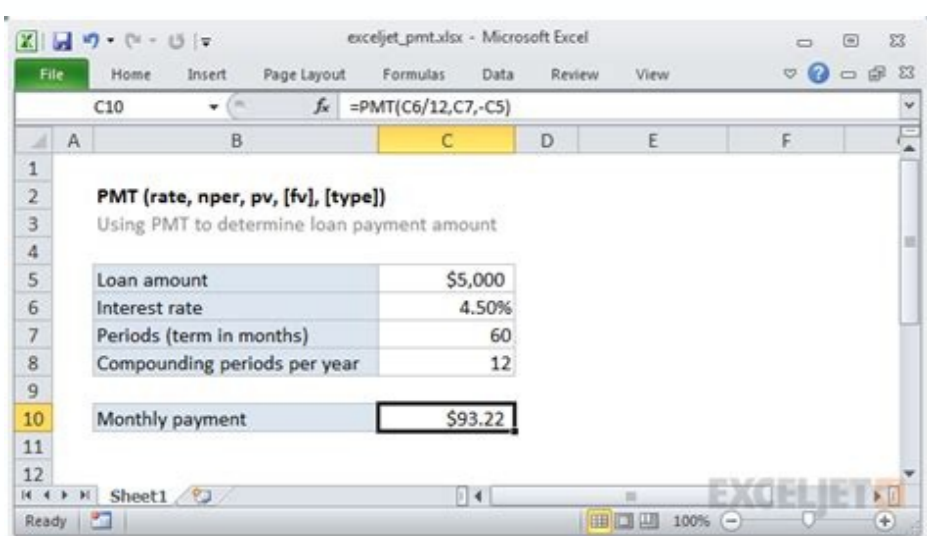 exceljet_pmt.xlsx - Microsoft Excel
File Home Insert Page Layout Formulas Data Review View
C10 fx =PMT(C6/12,C7,-C5)
A B C D E F
1
2 PMT (rate, nper, pv, [fv], [type])
3 Using PMT to determine loan payment amount
4
5 Loan amount $5,000
6 Interest rate 4.50%
7 Periods (term in months) 60
8 Compounding periods per year 12
9
10 Monthly payment $93.22
11
12
Sheet1 EXCELJET
Ready 100%